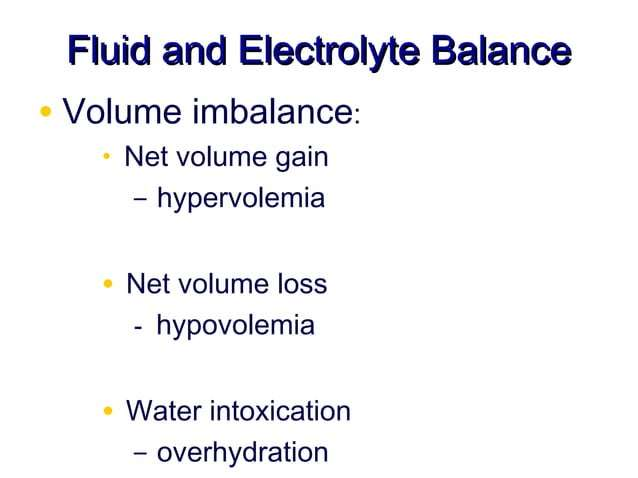 Fluid and Electrolyte Balance
• Volume imbalance:
• Net volume gain
– hypervolemia
• Net volume loss
- hypovolemia
• Water intoxication
– overhydration